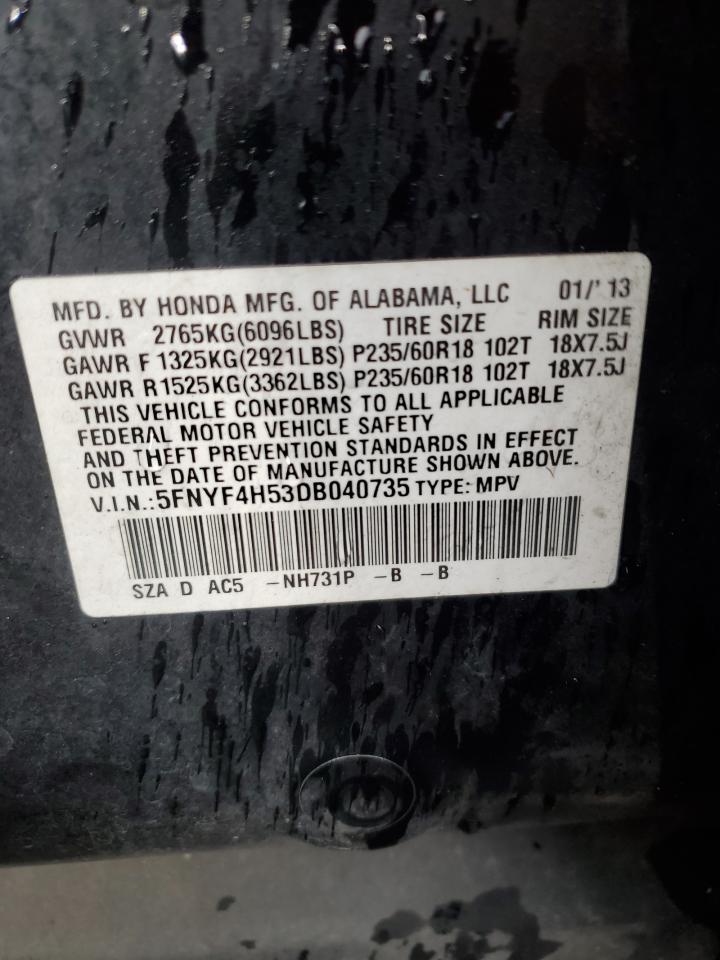 MFD. BY HONDA MFG. OF ALABAMA, LLC 01/' 13
GVWR 2765KG(6096LBS) TIRE SIZE RIM SIZE
GAWR F 1325KG(2921LBS) P235/60R18 102T 18X7.5J
GAWR R1525KG(3362LBS) P235/60R18 102T 18X7.5J
THIS VEHICLE CONFORMS TO ALL APPLICABLE
FEDERAL MOTOR VEHICLE SAFETY
AND THEFT PREVENTION STANDARDS IN EFFECT
ON THE DATE OF MANUFACTURE SHOWN ABOVE.
V.I.N.:5FNYF4H53DB040735 TYPE: MPV
SZA D AC5 -NH731P -B -B